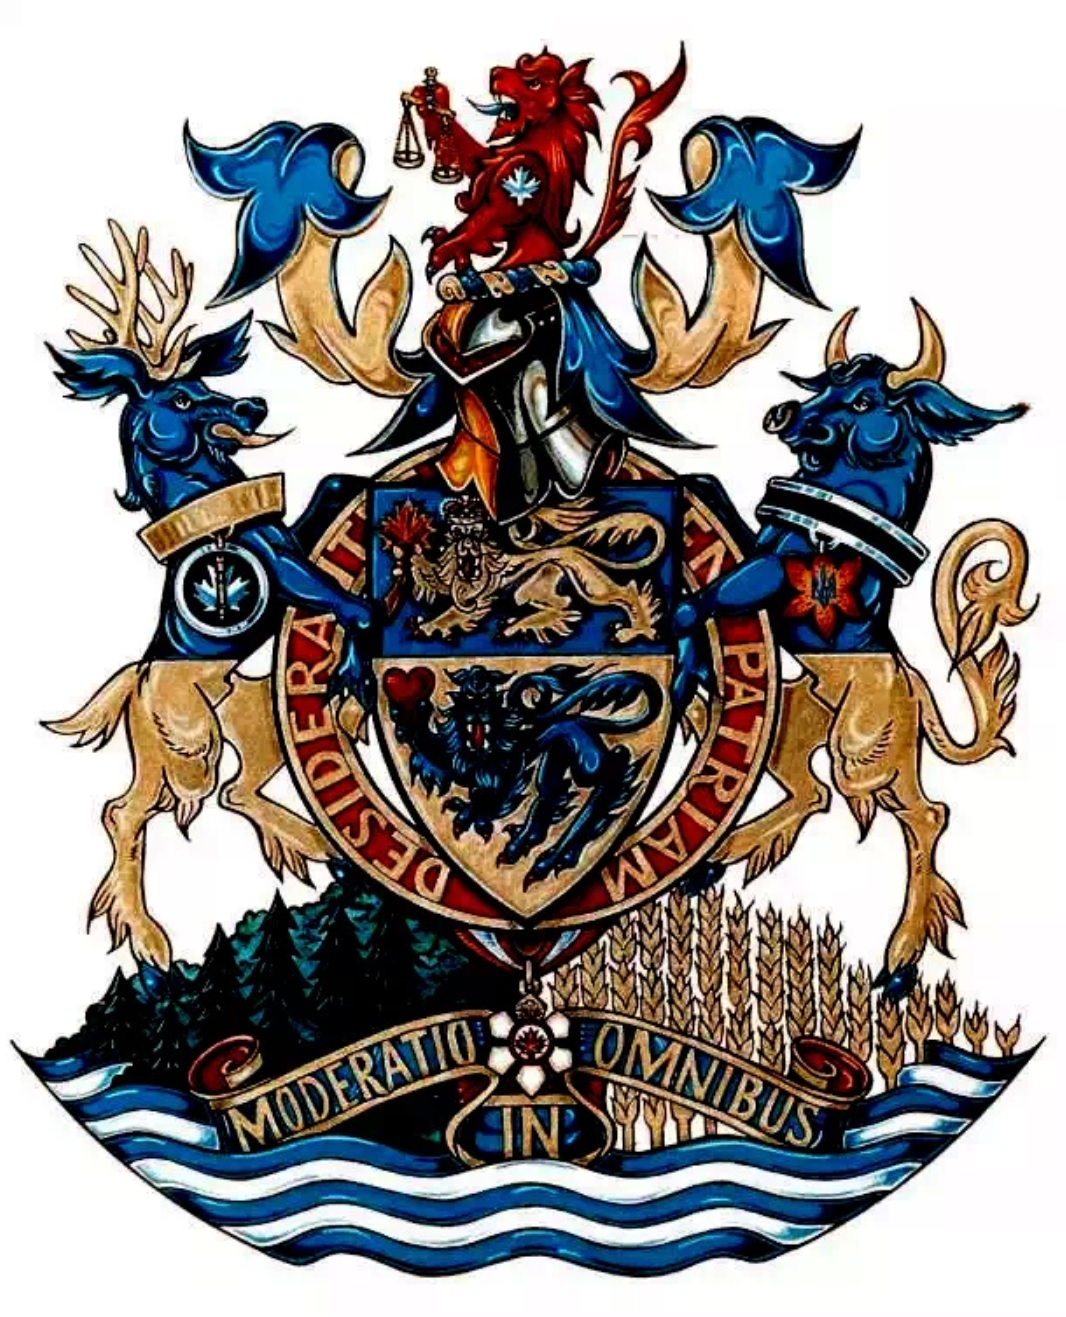 DESIDERA
PATRIAM
MODERATIO
IN
OMNIBUS